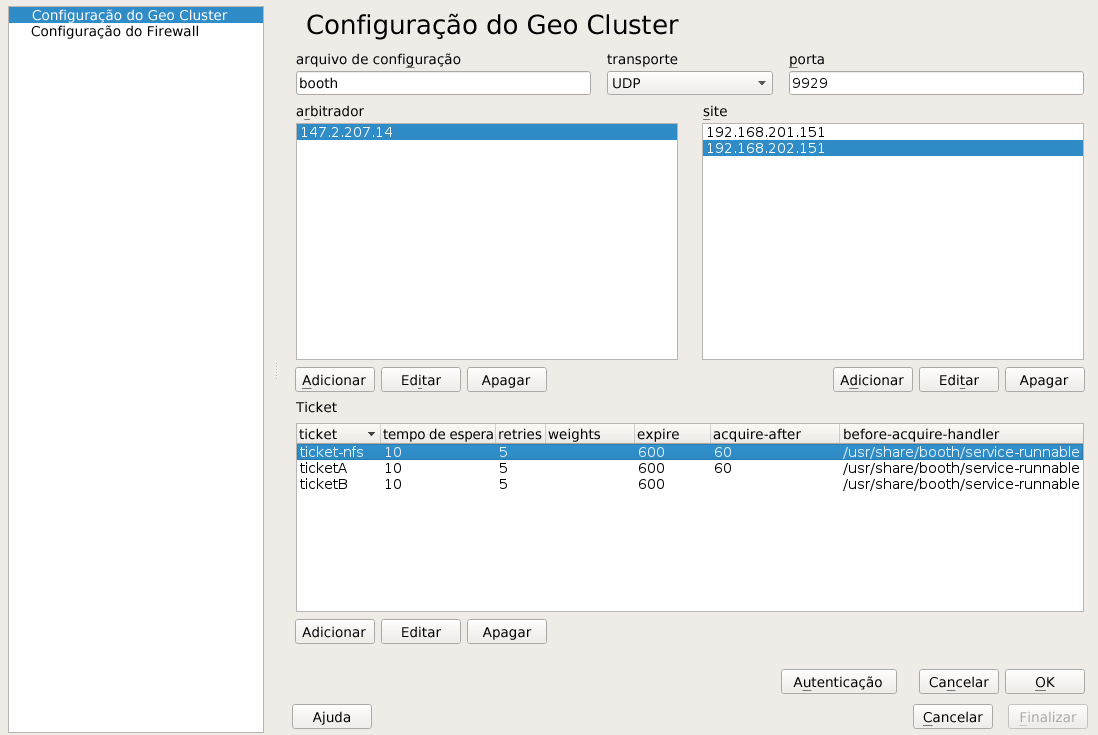 Configuração do Geo Cluster
Configuração do Firewall
Configuração do Geo Cluster
arquivo de configuração transporte porta
booth UDP 9929
arbitrador site
147.2.207.14 192.168.201.151
192.168.202.151
Adicionar Editar Apagar Adicionar Editar Apagar
Ticket
ticket tempo de espera retries weights expire acquire-after before-acquire-handler
ticket-nfs 10 5 600 60 /usr/share/booth/service-runnable
ticketA 10 5 600 60 /usr/share/booth/service-runnable
ticketB 10 5 600 /usr/share/booth/service-runnable
Adicionar Editar Apagar
Autenticação Cancelar OK
Ajuda Cancelar Finalizar